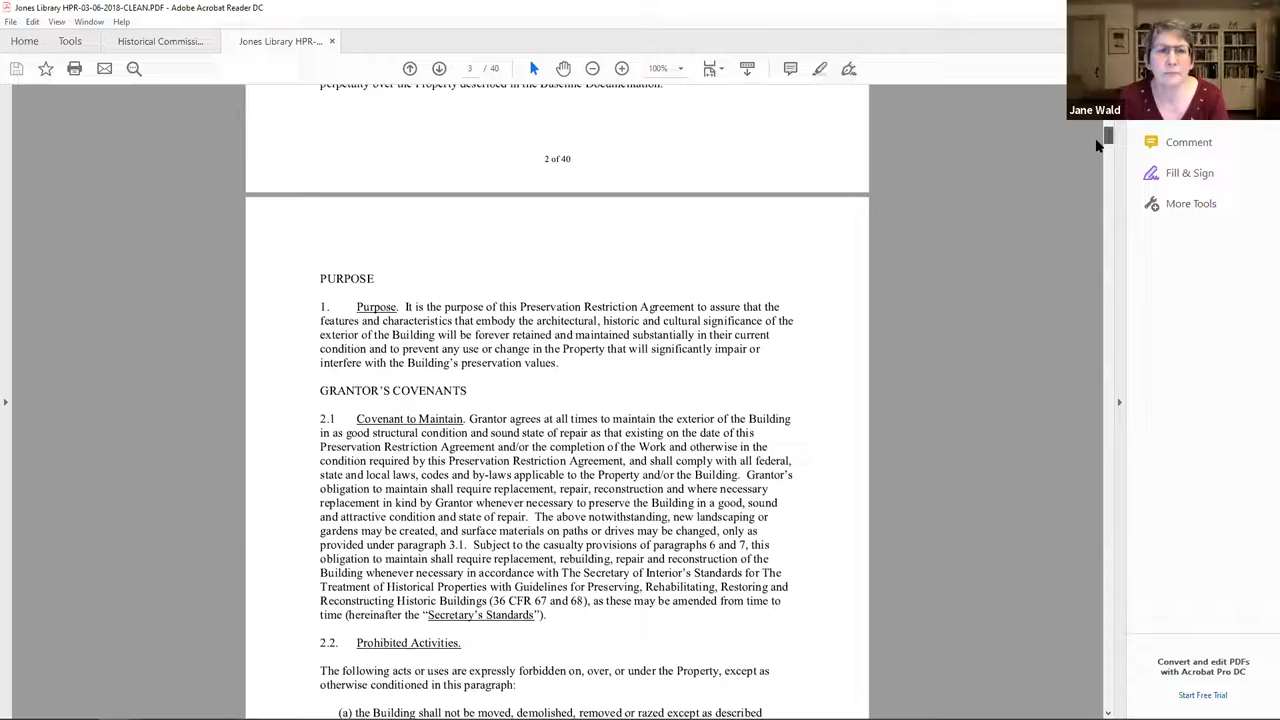 Jones Library HPR-03-06-2018-CLEAN.PDF - Adobe Acrobat Reader DC
File Edit View Window Help
Home Tools Historical Commissi... Jones Library HPR-... ×
3 / 40 100%
Jane Wald
perpetuity over the Property described in the Baseline Documentation.
2 of 40
Comment
Fill & Sign
More Tools
PURPOSE
1. Purpose. It is the purpose of this Preservation Restriction Agreement to assure that the
features and characteristics that embody the architectural, historic and cultural significance of the
exterior of the Building will be forever retained and maintained substantially in their current
condition and to prevent any use or change in the Property that will significantly impair or
interfere with the Building's preservation values.
GRANTOR'S COVENANTS
2.1 Covenant to Maintain. Grantor agrees at all times to maintain the exterior of the Building
in as good structural condition and sound state of repair as that existing on the date of this
Preservation Restriction Agreement and/or the completion of the Work and otherwise in the
condition required by this Preservation Restriction Agreement, and shall comply with all federal,
state and local laws, codes and by-laws applicable to the Property and/or the Building. Grantor's
obligation to maintain shall require replacement, repair, reconstruction and where necessary
replacement in kind by Grantor whenever necessary to preserve the Building in a good, sound
and attractive condition and state of repair. The above notwithstanding, new landscaping or
gardens may be created, and surface materials on paths or drives may be changed, only as
provided under paragraph 3.1. Subject to the casualty provisions of paragraphs 6 and 7, this
obligation to maintain shall require replacement, rebuilding, repair and reconstruction of the
Building whenever necessary in accordance with The Secretary of Interior's Standards for The
Treatment of Historical Properties with Guidelines for Preserving, Rehabilitating, Restoring and
Reconstructing Historic Buildings (36 CFR 67 and 68), as these may be amended from time to
time (hereinafter the "Secretary's Standards").
2.2. Prohibited Activities.
The following acts or uses are expressly forbidden on, over, or under the Property, except as
otherwise conditioned in this paragraph:
(a) the Building shall not be moved, demolished, removed or razed except as described
Convert and edit PDFs
with Acrobat Pro DC
Start Free Trial